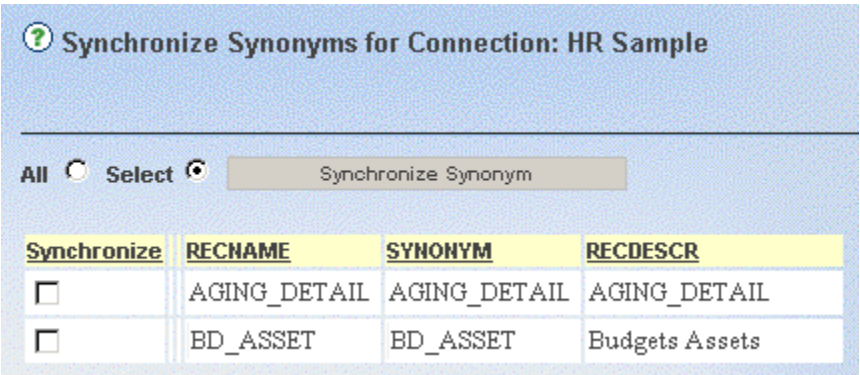 ? Synchronize Synonyms for Connection: HR Sample
All Select Synchronize Synonym
Synchronize RECNAME SYNONYM RECDESCR
AGING_DETAIL AGING_DETAIL AGING_DETAIL
BD_ASSET BD_ASSET Budgets Assets